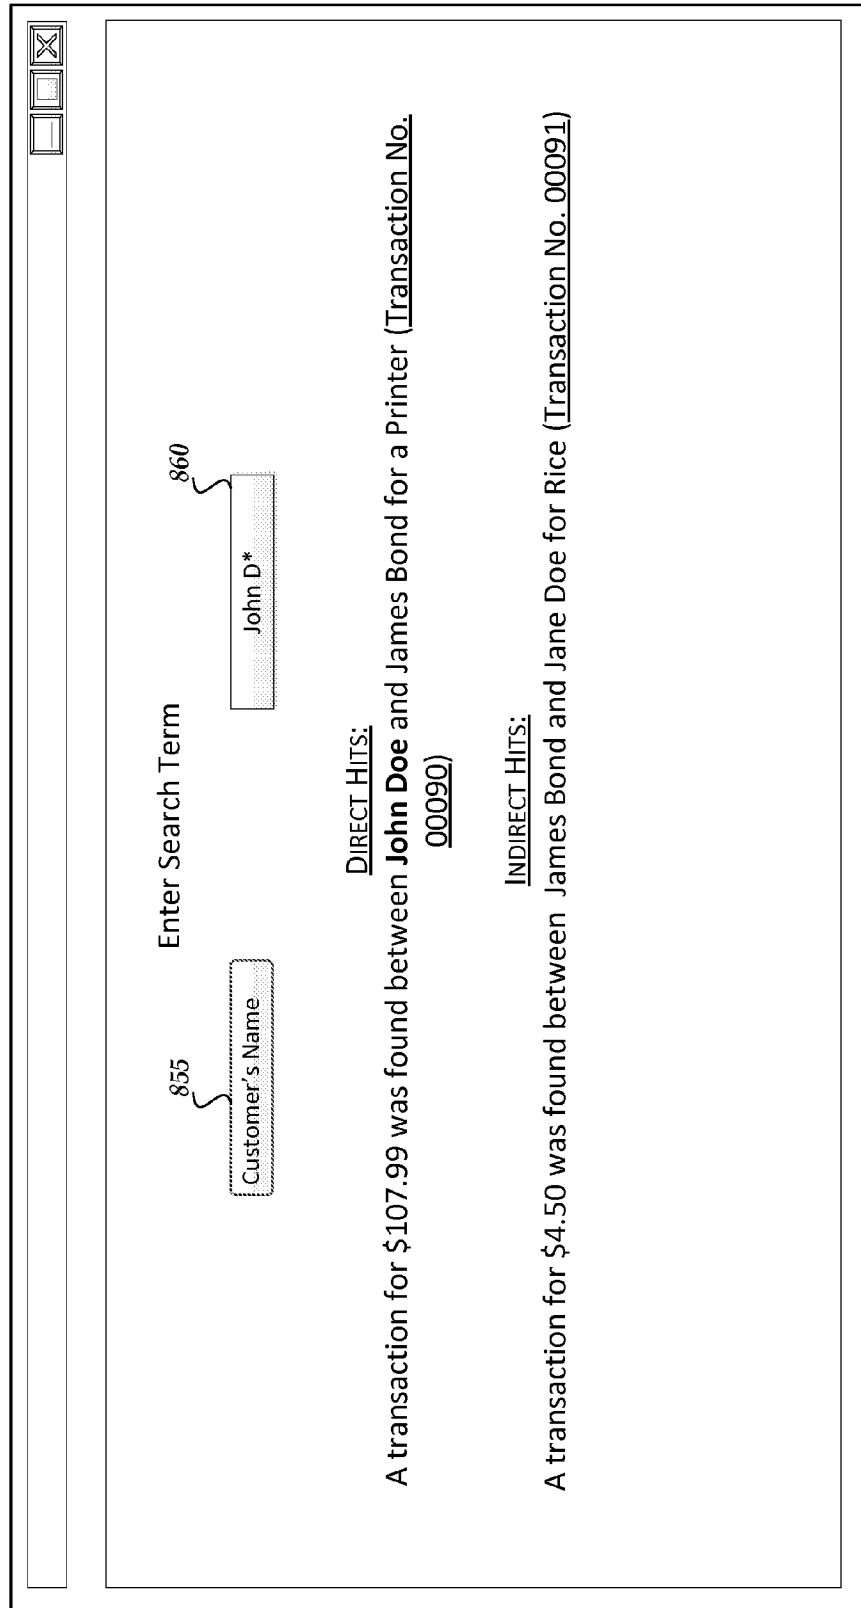 Enter Search Term
855
860
Customer's Name
John D*
DIRECT HITS:
A transaction for $107.99 was found between John Doe and James Bond for a Printer (Transaction No.
00090)
INDIRECT HITS:
A transaction for $4.50 was found between James Bond and Jane Doe for Rice (Transaction No. 00091)